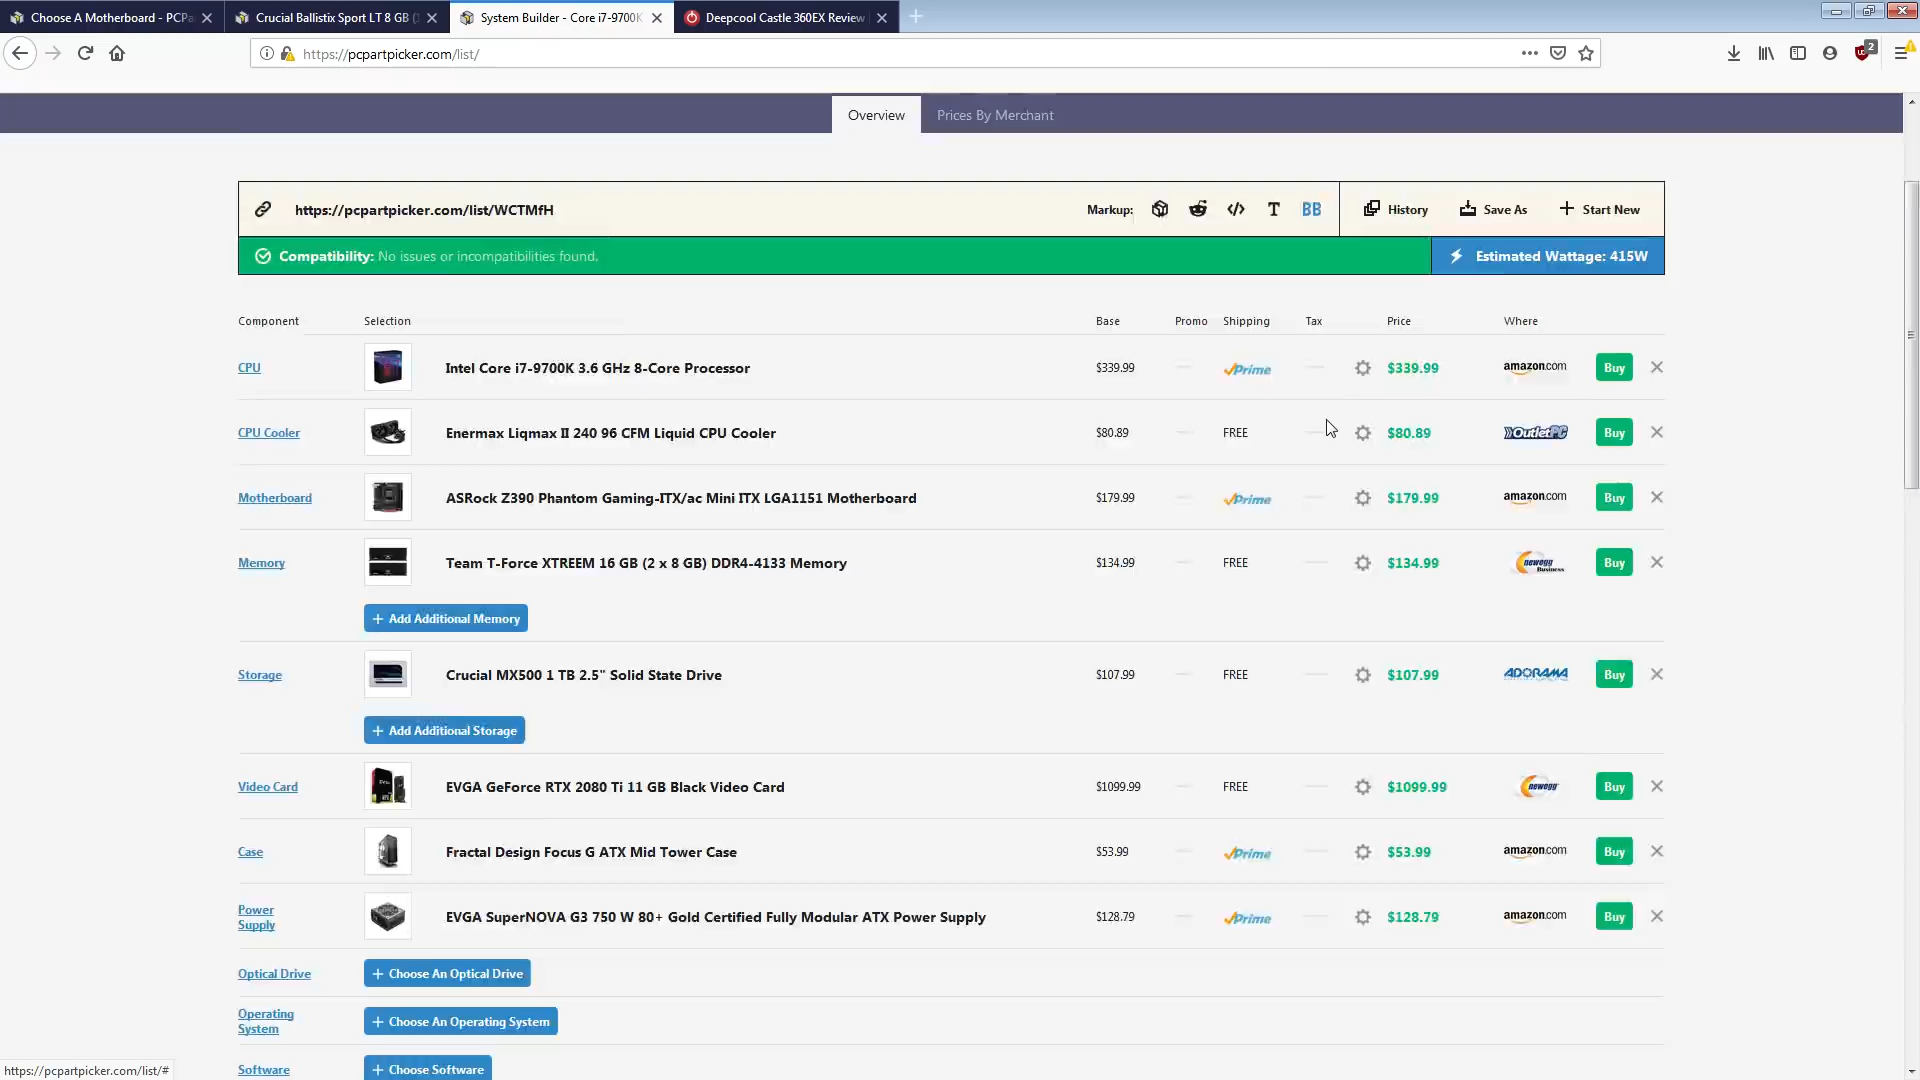 Choose A Motherboard - PCPa
Crucial Ballistix Sport LT 8 GB (
System Builder - Core i7-9700K
Deepcool Castle 360EX Review
https://pcpartpicker.com/list/
2
Overview
Prices By Merchant
https://pcpartpicker.com/list/WCTMfH
Markup:
T
BB
History
Save As
Start New
Compatibility: No issues or incompatibilities found.
Estimated Wattage: 415W
Component Selection Base Promo Shipping Tax Price Where
CPU Intel Core i7-9700K 3.6 GHz 8-Core Processor $339.99 Prime $339.99 amazon.com Buy
CPU Cooler Enermax Liqmax II 240 96 CFM Liquid CPU Cooler $80.89 FREE $80.89 OutletPC Buy
Motherboard ASRock Z390 Phantom Gaming-ITX/ac Mini ITX LGA1151 Motherboard $179.99 Prime $179.99 amazon.com Buy
Memory Team T-Force XTREEM 16 GB (2 x 8 GB) DDR4-4133 Memory $134.99 FREE $134.99 newegg Business Buy
Add Additional Memory
Storage Crucial MX500 1 TB 2.5" Solid State Drive $107.99 FREE $107.99 ADORAMA Buy
Add Additional Storage
Video Card EVGA GeForce RTX 2080 Ti 11 GB Black Video Card $1099.99 FREE $1099.99 newegg Buy
Case Fractal Design Focus G ATX Mid Tower Case $53.99 Prime $53.99 amazon.com Buy
Power
Supply
EVGA SuperNOVA G3 750 W 80+ Gold Certified Fully Modular ATX Power Supply $128.79 Prime $128.79 amazon.com Buy
Optical Drive Choose An Optical Drive
Operating
System
Choose An Operating System
Software Choose Software
https://pcpartpicker.com/list/#